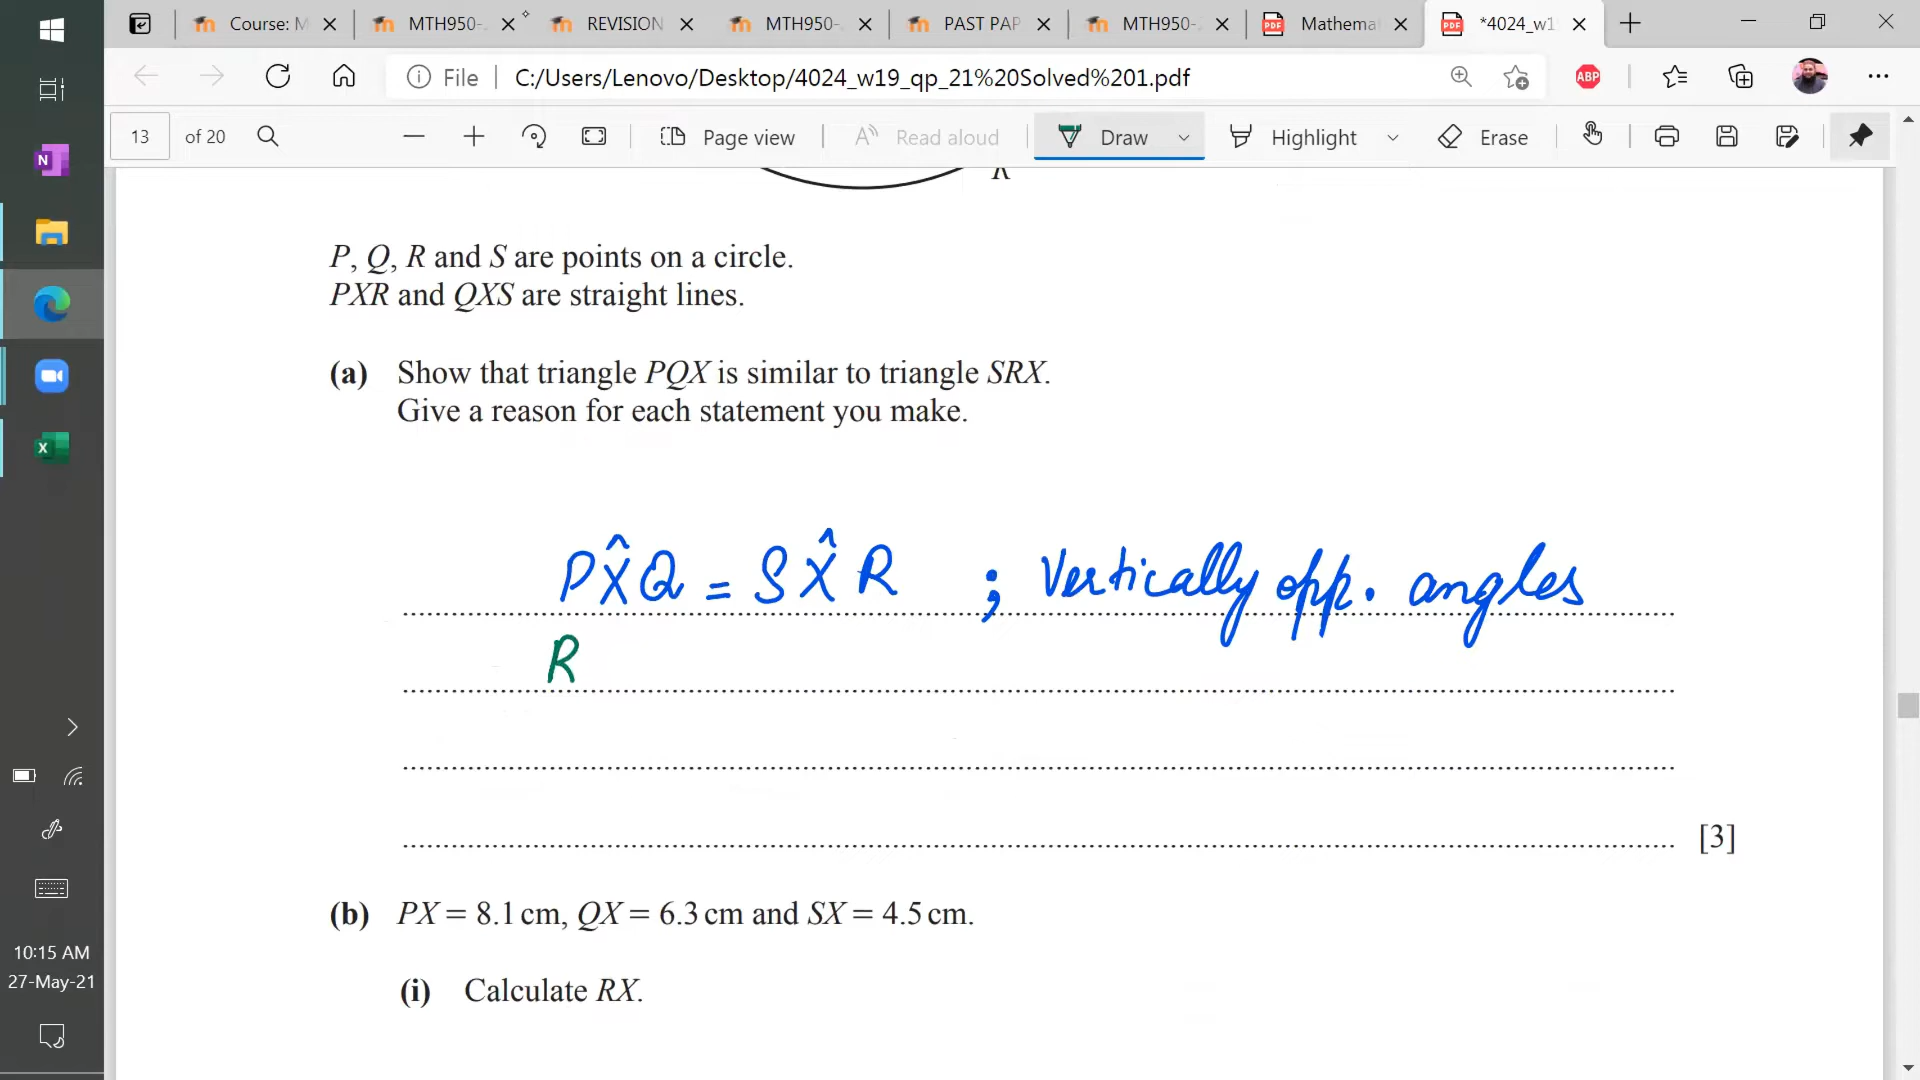 Course: M
MTH950-
REVISION
MTH950-
PAST PAP
MTH950-
Mathema
*4024_w1
File
C:/Users/Lenovo/Desktop/4024_w19_qp_21%20Solved%201.pdf
ABP
13
of 20
Page view
Read aloud
Draw
Highlight
Erase
R
P, Q, R and S are points on a circle.
PXR and QXS are straight lines.
(a) Show that triangle PQX is similar to triangle SRX.
Give a reason for each statement you make.
PX̂Q = SX̂R ; Vertically opp. angles
R
[3]
(b) PX = 8.1 cm, QX = 6.3 cm and SX = 4.5 cm.
(i) Calculate RX.
10:15 AM
27-May-21